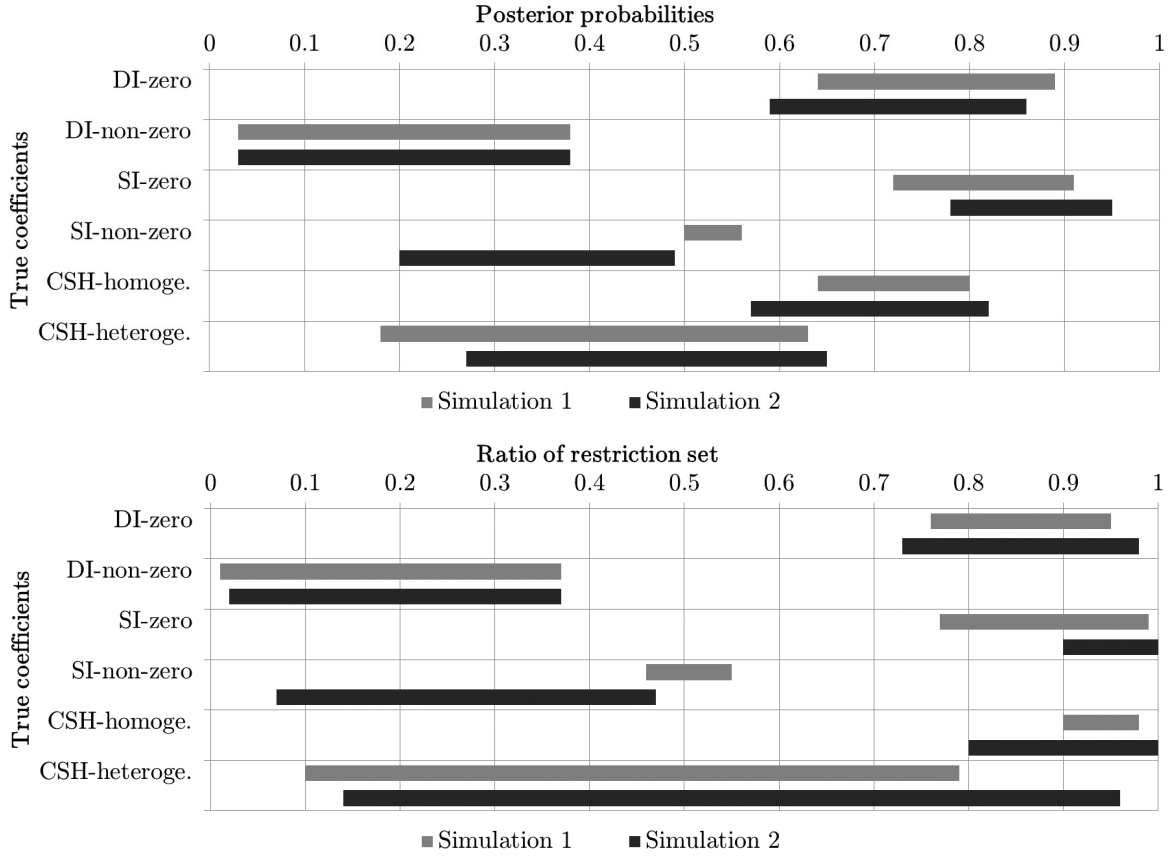 Posterior probabilities
0 0.1 0.2 0.3 0.4 0.5 0.6 0.7 0.8 0.9 1
True coefficients
DI-zero
DI-non-zero
SI-zero
SI-non-zero
CSH-homoge.
CSH-heteroge.
Simulation 1 Simulation 2
Ratio of restriction set
0 0.1 0.2 0.3 0.4 0.5 0.6 0.7 0.8 0.9 1
True coefficients
DI-zero
DI-non-zero
SI-zero
SI-non-zero
CSH-homoge.
CSH-heteroge.
Simulation 1 Simulation 2